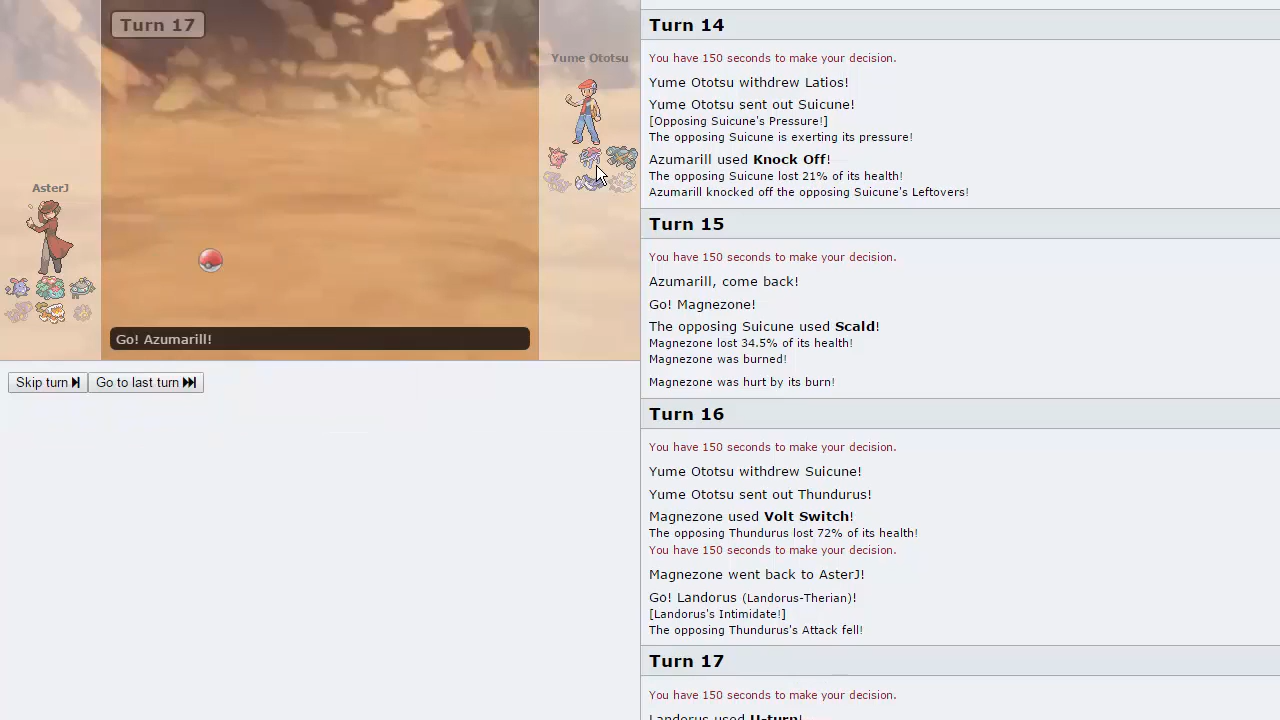 Turn 17
Yume Ototsu
AsterJ
Go! Azumarill!
Skip turn
Go to last turn
Turn 14
You have 150 seconds to make your decision.
Yume Ototsu withdrew Latios!
Yume Ototsu sent out Suicune!
[Opposing Suicune's Pressure!]
The opposing Suicune is exerting its pressure!
Azumarill used Knock Off!
The opposing Suicune lost 21% of its health!
Azumarill knocked off the opposing Suicune's Leftovers!
Turn 15
You have 150 seconds to make your decision.
Azumarill, come back!
Go! Magnezone!
The opposing Suicune used Scald!
Magnezone lost 34.5% of its health!
Magnezone was burned!
Magnezone was hurt by its burn!
Turn 16
You have 150 seconds to make your decision.
Yume Ototsu withdrew Suicune!
Yume Ototsu sent out Thundurus!
Magnezone used Volt Switch!
The opposing Thundurus lost 72% of its health!
You have 150 seconds to make your decision.
Magnezone went back to AsterJ!
Go! Landorus (Landorus-Therian)!
[Landorus's Intimidate!]
The opposing Thundurus's Attack fell!
Turn 17
You have 150 seconds to make your decision.
Landorus used U-turn!